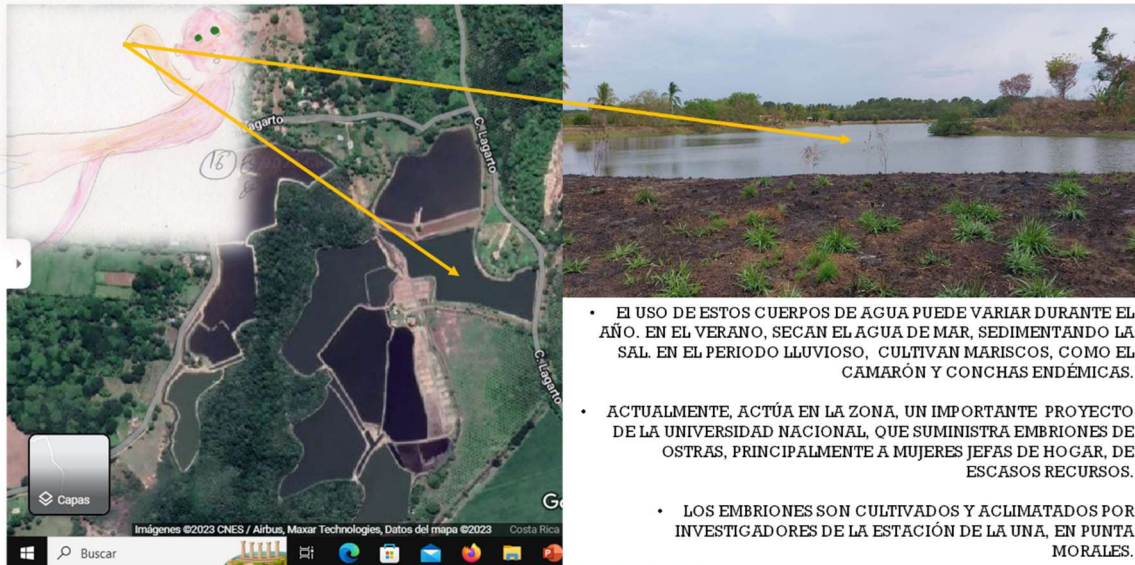 16
8
Lagarto
C. Lagarto
C. Lagarto
Capas
Imágenes ©2023 CNES / Airbus, Maxar Technologies, Datos del mapa ©2023
Costa Rica
Buscar
• El USO DE ESTOS CUERPOS DE AGUA PUEDE VARIAR DURANTE EL
AÑO. EN EL VERANO, SECAN EL AGUA DE MAR, SEDIMENTANDO LA
SAL. EN EL PERIODO LLUVIOSO, CULTIVAN MARISCOS, COMO EL
CAMARÓN Y CONCHAS ENDÉMICAS.
• ACTUALMENTE, ACTÚA EN LA ZONA, UN IMPORTANTE PROYECTO
DE LA UNIVERSIDAD NACIONAL, QUE SUMINISTRA EMBRIONES DE
OSTRAS, PRINCIPALMENTE A MUJERES JEFAS DE HOGAR, DE
ESCASOS RECURSOS.
• LOS EMBRIONES SON CULTIVADOS Y ACLIMATADOS POR
INVESTIGADORES DE LA ESTACIÓN DE LA UNA, EN PUNTA
MORALES.